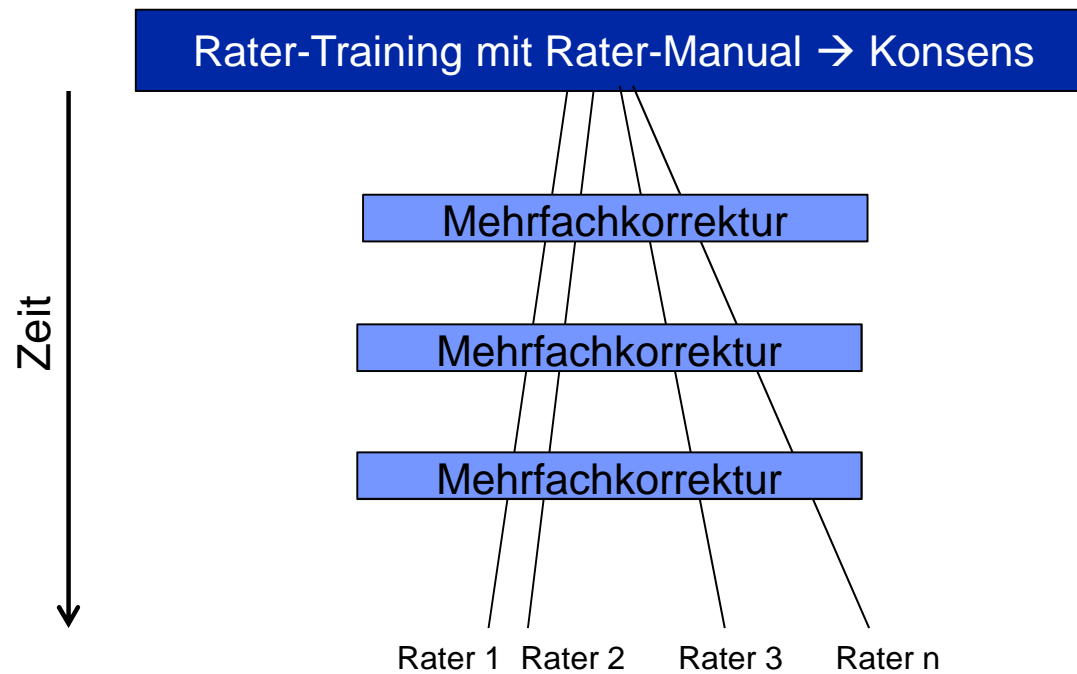 Rater-Training mit Rater-Manual → Konsens
Mehrfachkorrektur
Zeit
Mehrfachkorrektur
Mehrfachkorrektur
Rater 1 Rater 2 Rater 3 Rater n